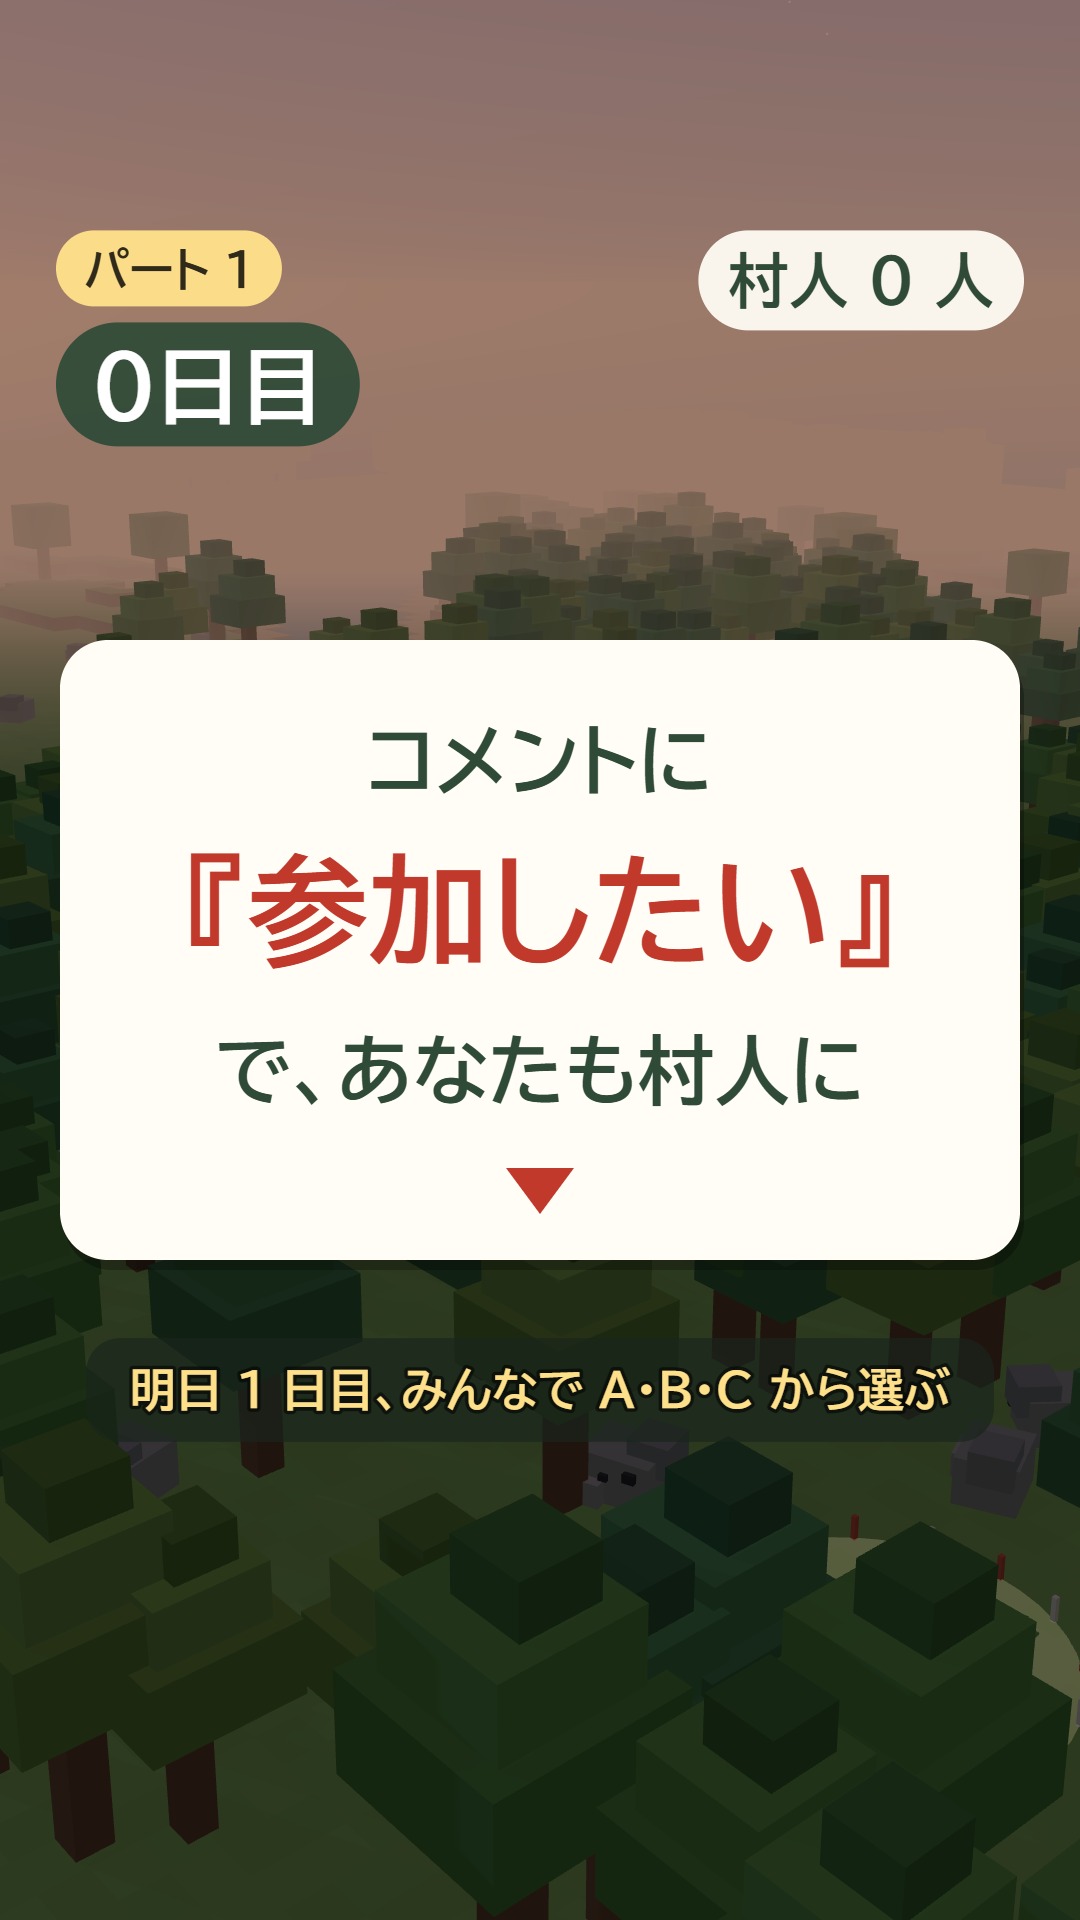 パート 1
0日目
村人 0 人
コメントに
『参加したい』
で、あなたも村人に
明日 1 日目、みんなで A・B・C から選ぶ